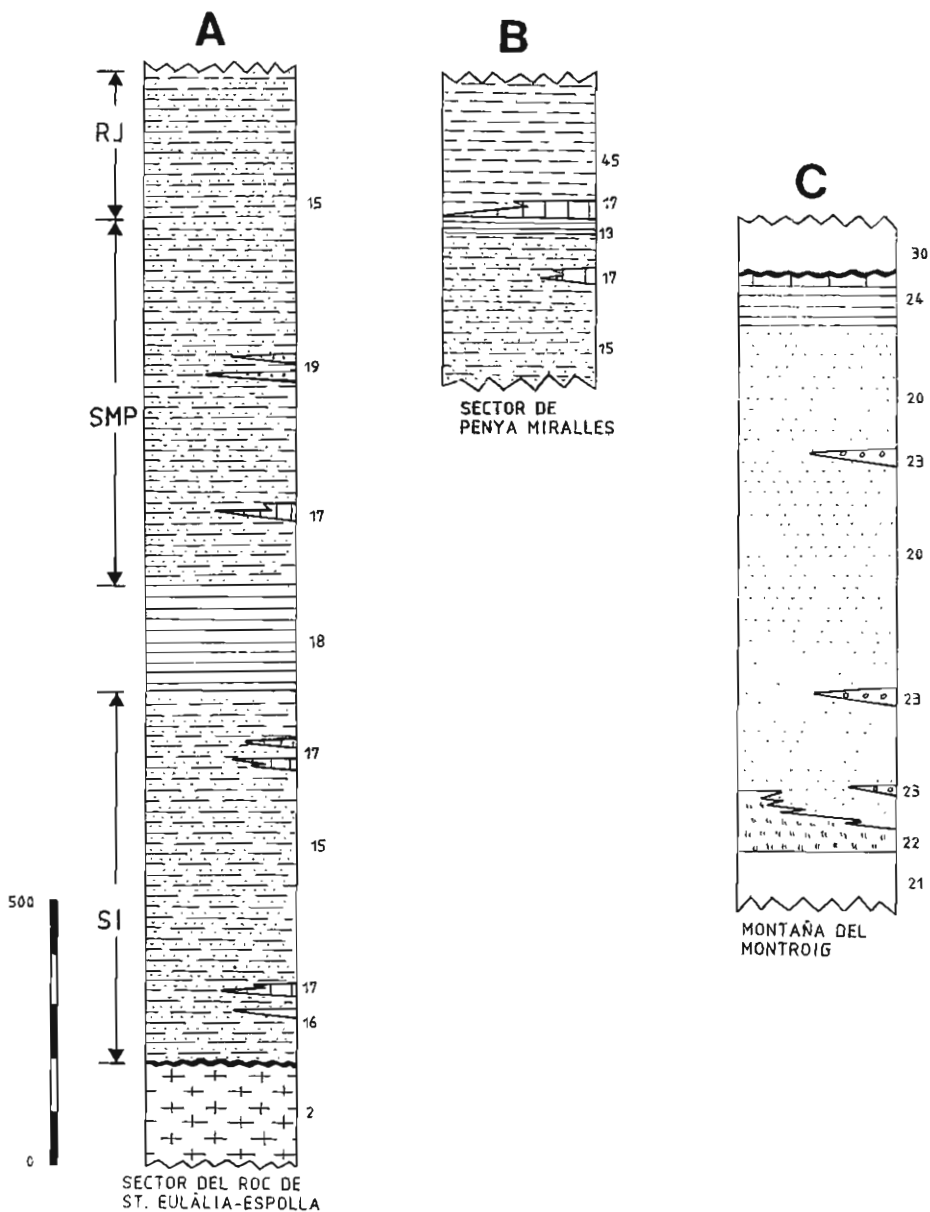 A
RJ
15
SMP
19
17
18
17
15
SI
17
16
2
500
0
SECTOR DEL ROC DE
ST. EULÀLIA-ESPOLLA
B
45
17
13
17
15
SECTOR DE
PENYA MIRALLES
C
30
24
20
23
20
23
23
22
21
MONTAÑA DEL
MONTROIG